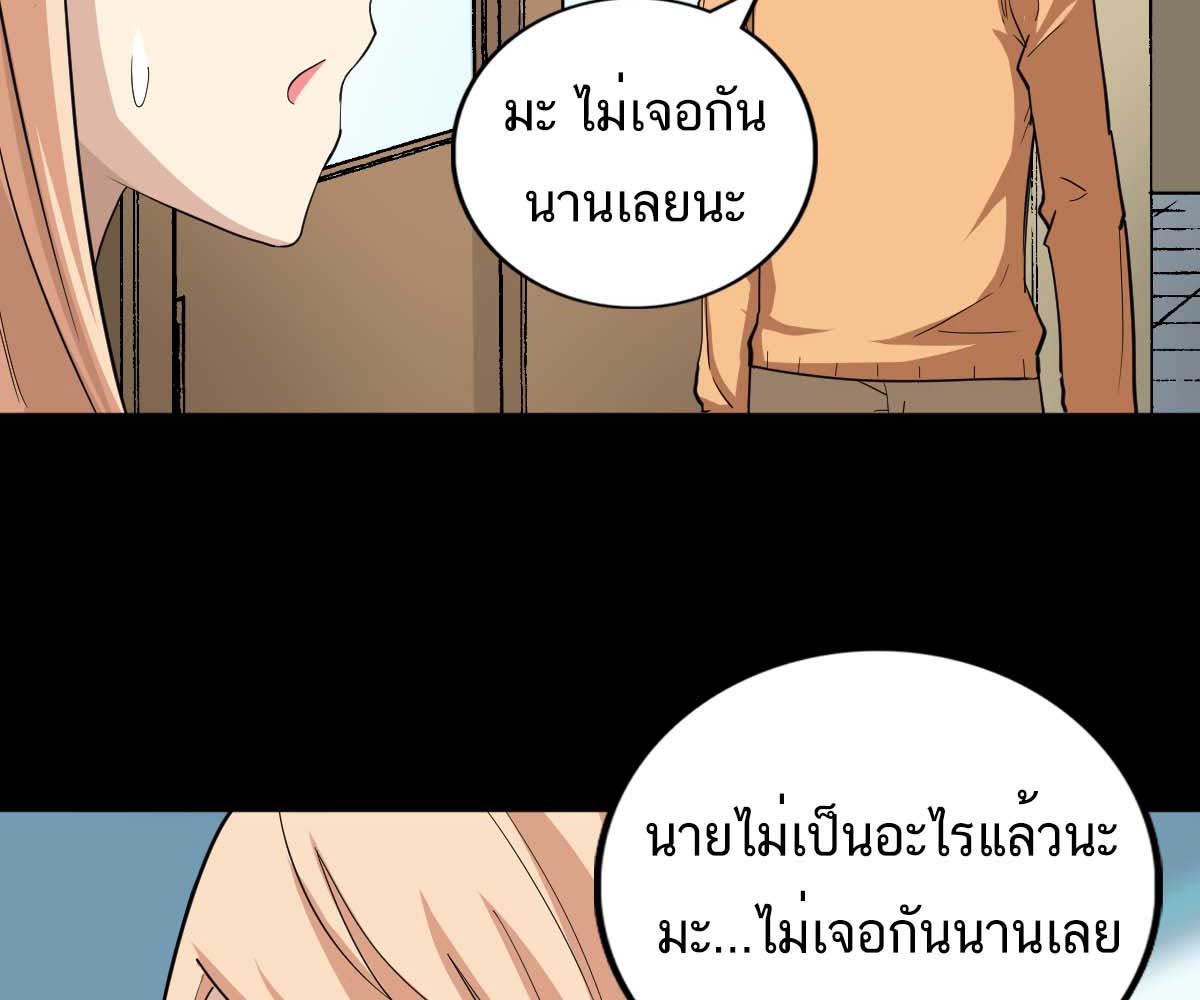 มะ ไม่เจอกัน
นานเลยนะ
นายไม่เป็นอะไรแล้วนะ
มะ...ไม่เจอกันนานเลย